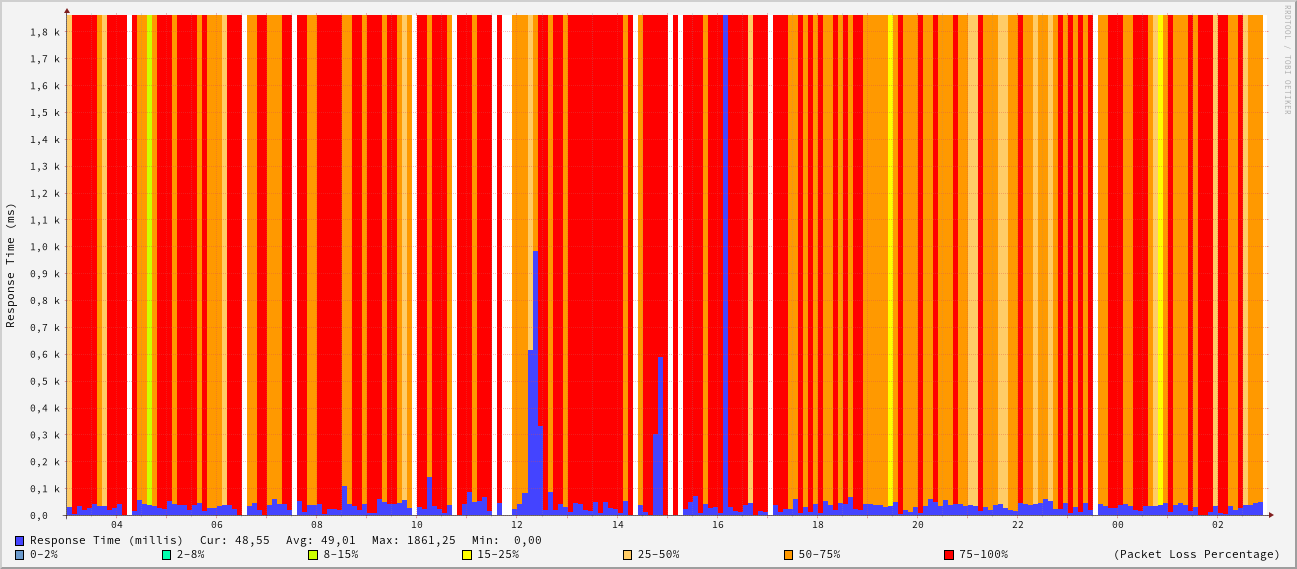 RRDTOOL / TOBI OETIKER
Response Time (ms)
1,8 k
1,7 k
1,6 k
1,5 k
1,4 k
1,3 k
1,2 k
1,1 k
1,0 k
0,9 k
0,8 k
0,7 k
0,6 k
0,5 k
0,4 k
0,3 k
0,2 k
0,1 k
0,0
04 06 08 10 12 14 16 18 20 22 00 02
Response Time (millis) Cur: 48,55 Avg: 49,01 Max: 1861,25 Min: 0,00
0-2% 2-8% 8-15% 15-25% 25-50% 50-75% 75-100% (Packet Loss Percentage)